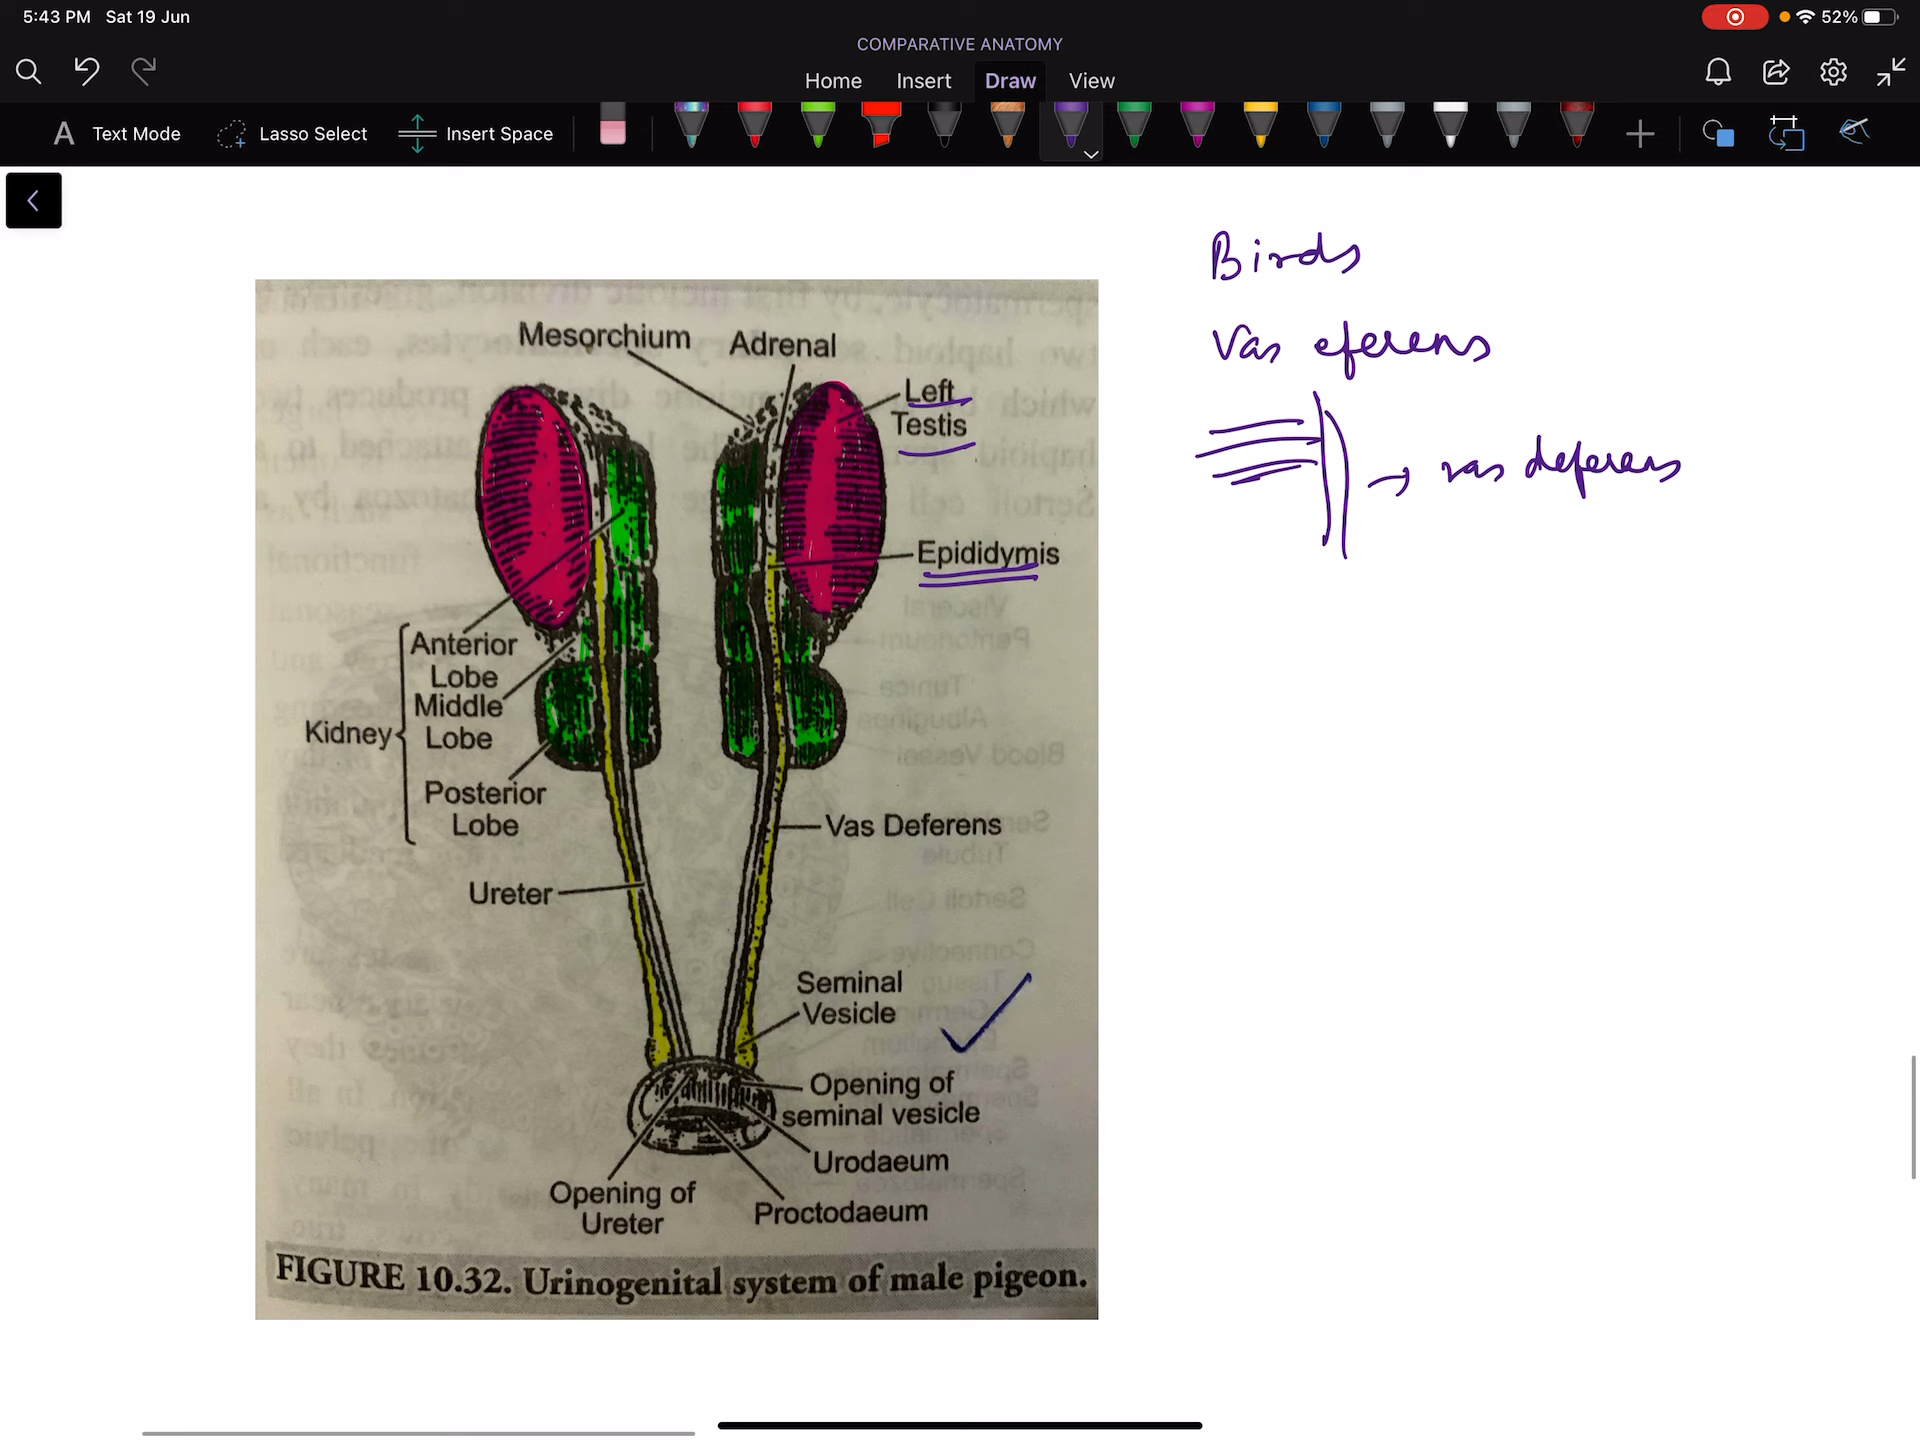 5:43 PM Sat 19 Jun
52%
COMPARATIVE ANATOMY
Home Insert Draw View
Text Mode Lasso Select Insert Space
Birds
Vas eferens
→ vas deferens
Mesorchium
Adrenal
Left
Testis
Epididymis
Anterior
Lobe
Middle
Lobe
Kidney
Posterior
Lobe
Vas Deferens
Ureter
Seminal
Vesicle
Opening of
seminal vesicle
Urodaeum
Opening of
Ureter
Proctodaeum
FIGURE 10.32. Urinogenital system of male pigeon.